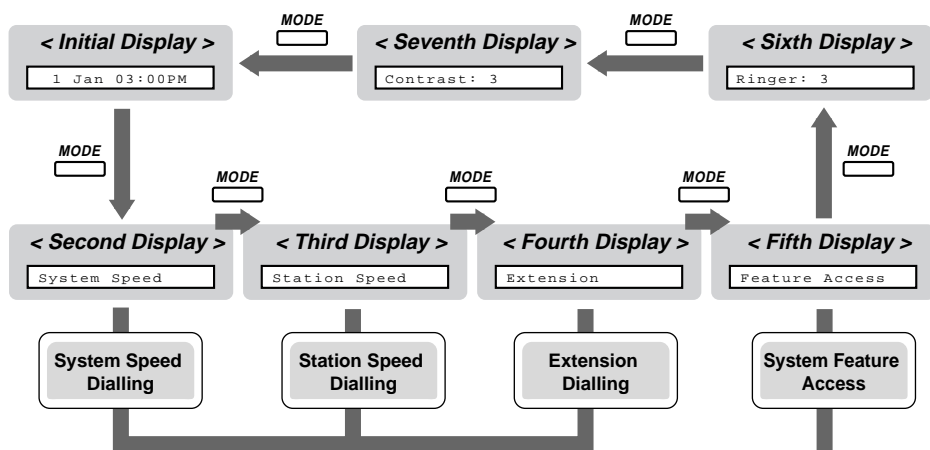 MODE
MODE
< Initial Display >
< Seventh Display >
< Sixth Display >
1 Jan 03:00PM
Contrast: 3
Ringer: 3
MODE
MODE
MODE
MODE
MODE
< Second Display >
< Third Display >
< Fourth Display >
< Fifth Display >
System Speed
Station Speed
Extension
Feature Access
System Speed
Dialling
Station Speed
Dialling
Extension
Dialling
System Feature
Access